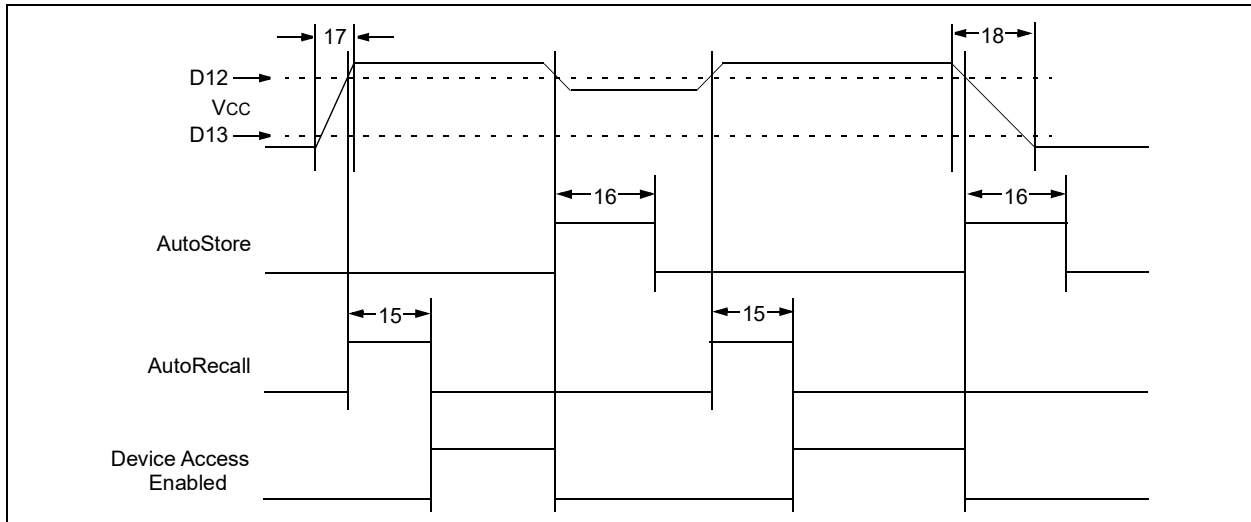 17
18
D12
Vcc
D13
16
16
AutoStore
15
15
AutoRecall
Device Access
Enabled